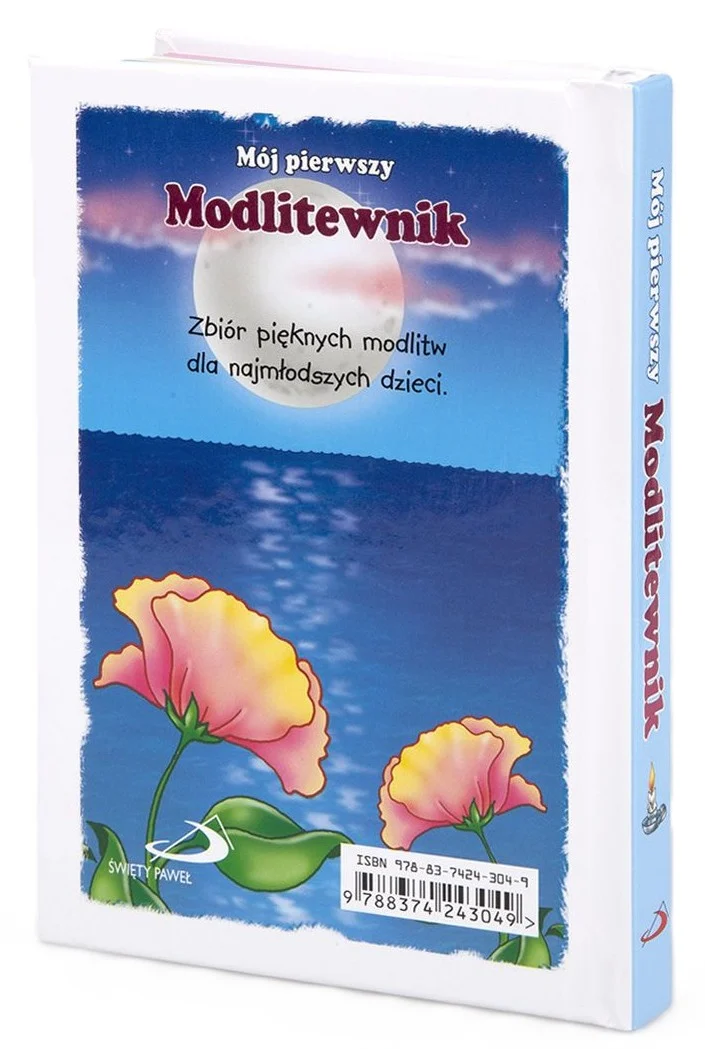 Mój pierwszy
Modlitewnik
Zbiór pięknych modlitw
dla najmłodszych dzieci.
ŚWIĘTY PAWEŁ
ISBN 978-83-7424-304-9
9 788374 243049 >
Mój pierwszy Modlitewnik